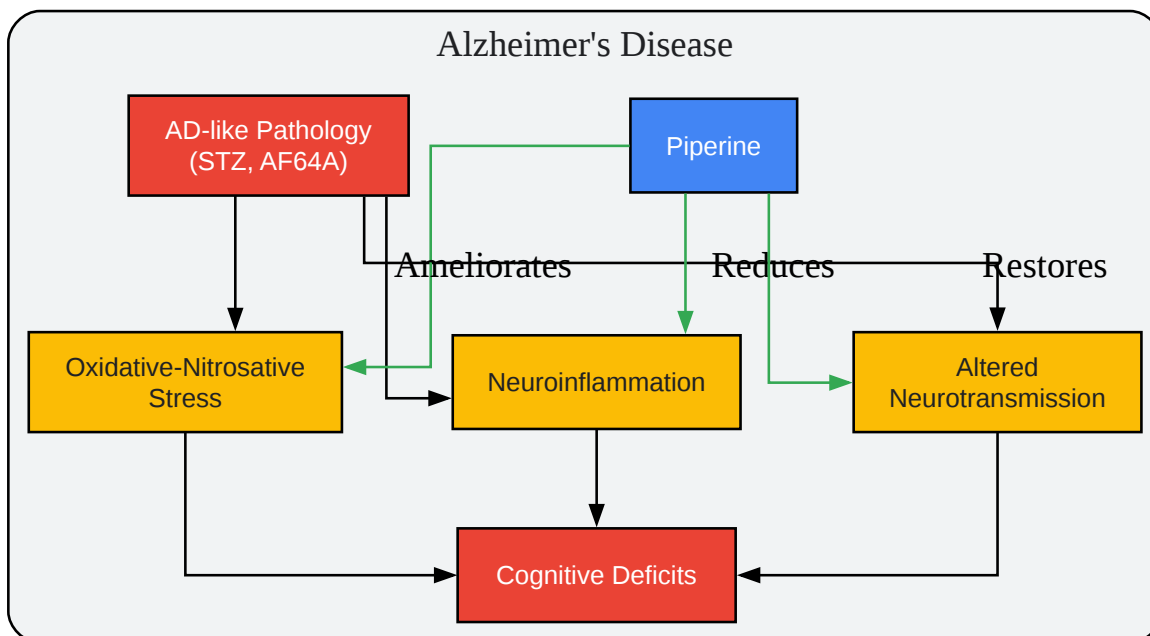 Alzheimer's Disease
AD-like Pathology
(STZ, AF64A)
Piperine
Ameliorates
Reduces
Restores
Oxidative-Nitrosative
Stress
Neuroinflammation
Altered
Neurotransmission
Cognitive Deficits